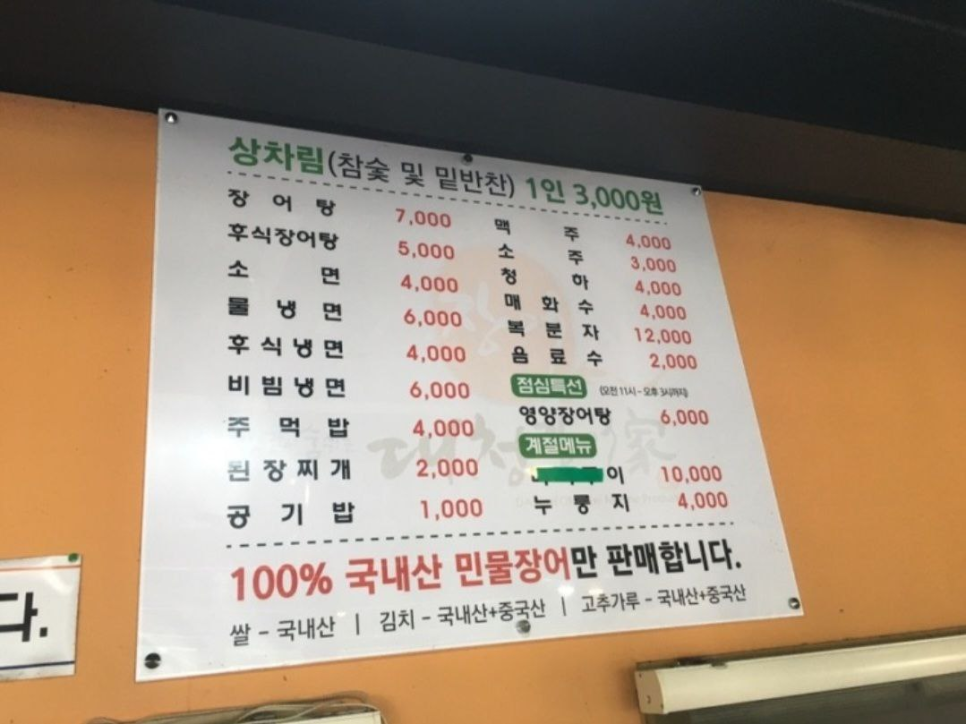 상차림(참숯 및 밑반찬) 1인 3,000원
장어탕 7,000
후식장어탕 5,000
소면 4,000
물냉면 6,000
후식냉면 4,000
비빔냉면 6,000
주먹밥 4,000
된장찌개 2,000
공기밥 1,000
맥주 4,000
소주 3,000
청하 4,000
매화수 4,000
복분자 12,000
음료수 2,000
점심특선 (오전 11시 - 오후 3시까지)
영양장어탕 6,000
계절메뉴
이 10,000
누룽지 4,000
100% 국내산 민물장어만 판매합니다.
쌀 - 국내산 | 김치 - 국내산+중국산 | 고추가루 - 국내산+중국산
다.